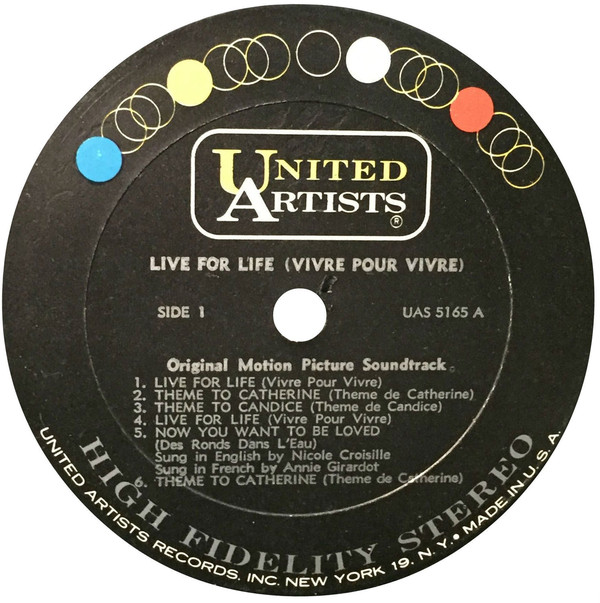 UNITED
ARTISTS
®
LIVE FOR LIFE (VIVRE POUR VIVRE)
SIDE 1
UAS 5165 A
Original Motion Picture Soundtrack
1. LIVE FOR LIFE (Vivre Pour Vivre)
2. THEME TO CATHERINE (Theme de Catherine)
3. THEME TO CANDICE (Theme de Candice)
4. LIVE FOR LIFE (Vivre Pour Vivre)
5. NOW YOU WANT TO BE LOVED
(Des Ronds Dans L'Eau)
Sung in English by Nicole Croisille
Sung in French by Annie Girardot
6. THEME TO CATHERINE (Theme de Catherine)
HIGH FIDELITY STEREO
UNITED ARTISTS RECORDS, INC. NEW YORK 19, N. Y. • MADE IN U. S. A.